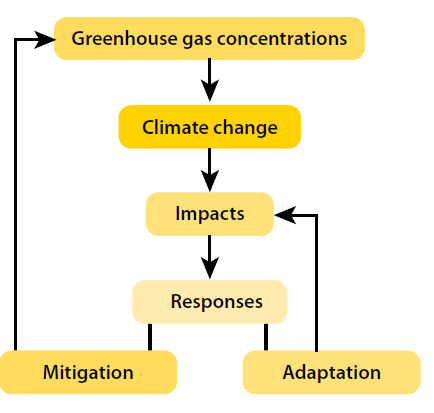 Greenhouse gas concentrations
Climate change
Impacts
Responses
Mitigation
Adaptation